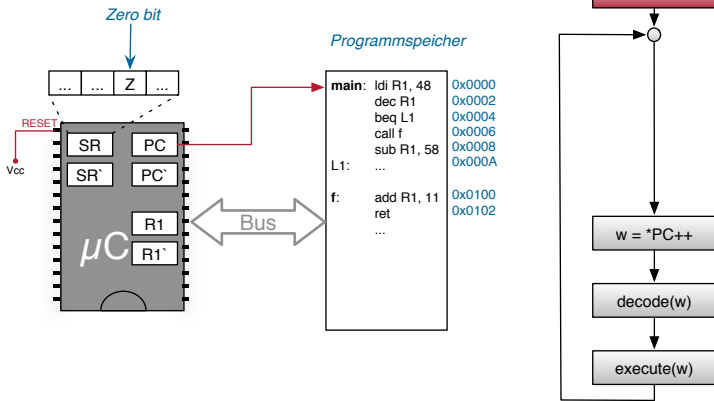 Zero bit
Programmspeicher
... ... Z ...
RESET
Vcc
SR PC
SR` PC`
R1
R1`
µC
Bus
main: ldi R1, 48 0x0000
dec R1 0x0002
beq L1 0x0004
call f 0x0006
sub R1, 58 0x0008
L1: ... 0x000A
f: add R1, 11 0x0100
ret 0x0102
...
w = *PC++
decode(w)
execute(w)